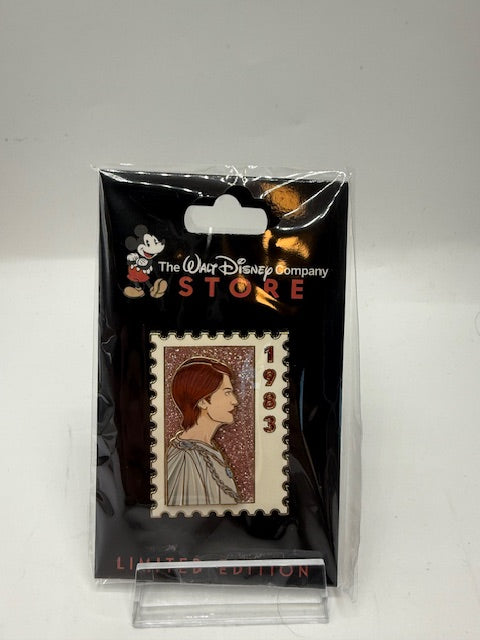 The WALT DISNEY Company
STORE
1983
LIMITED EDITION